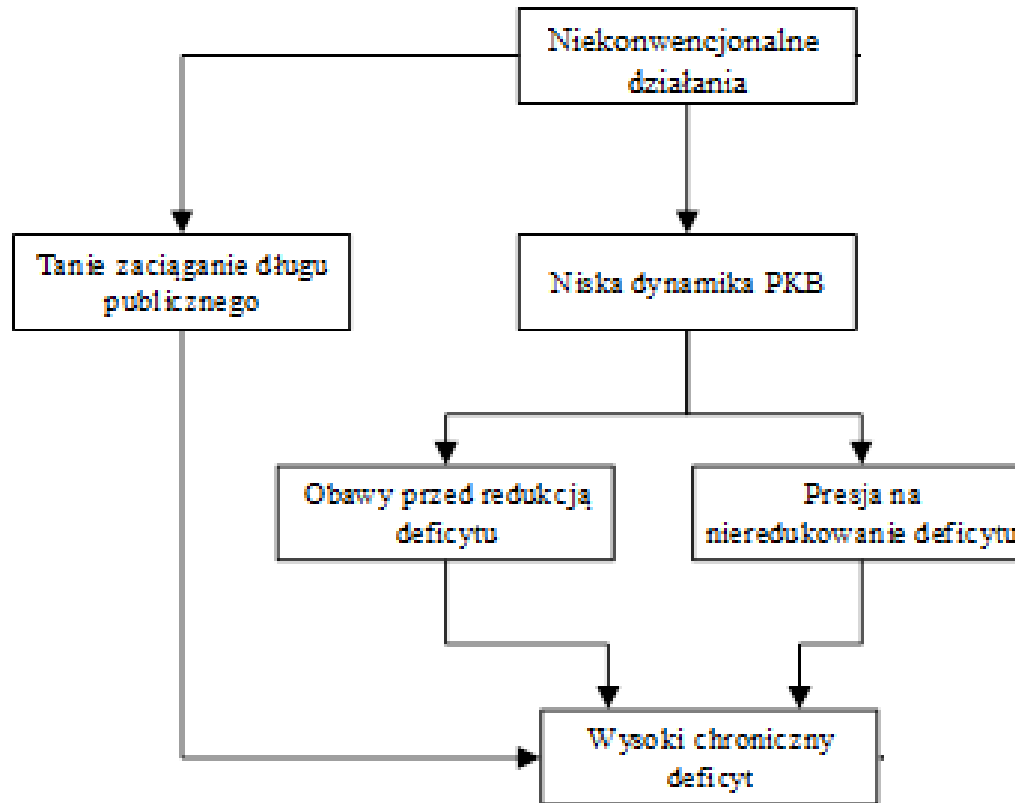 Niekonwencjonalne
działania
Tanie zaciąganie długu
publicznego
Niska dynamika PKB
Obawy przed redukcją
deficytu
Presja na
nieredukowanie deficytu
Wysoki chroniczny
deficyt